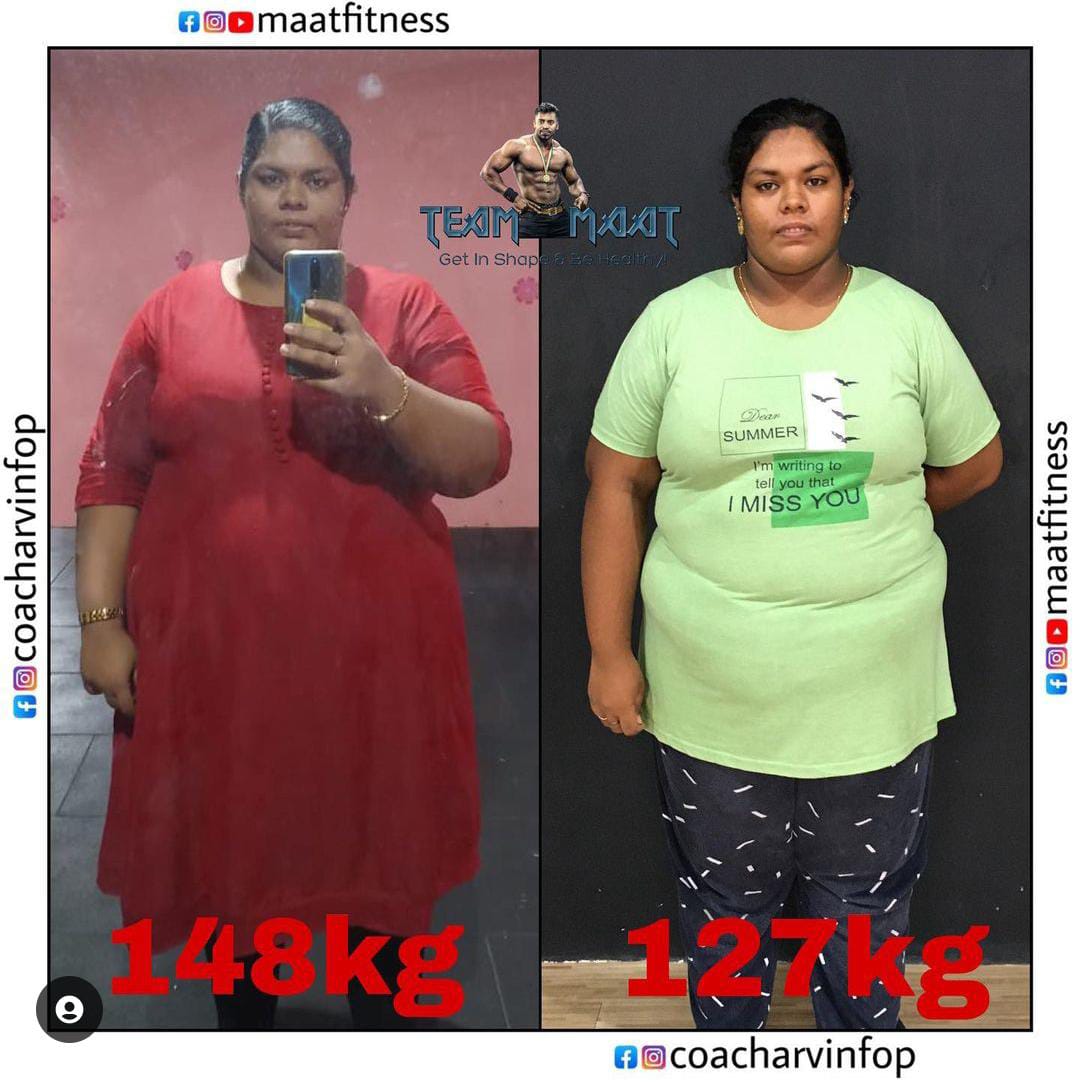 maatfitness
TEAM MAAT
Get In Shape & Be Healthy!
coacharvinfop
maatfitness
Dear
SUMMER
I'm writing to
tell you that
I MISS YOU
148kg
127kg
coacharvinfop